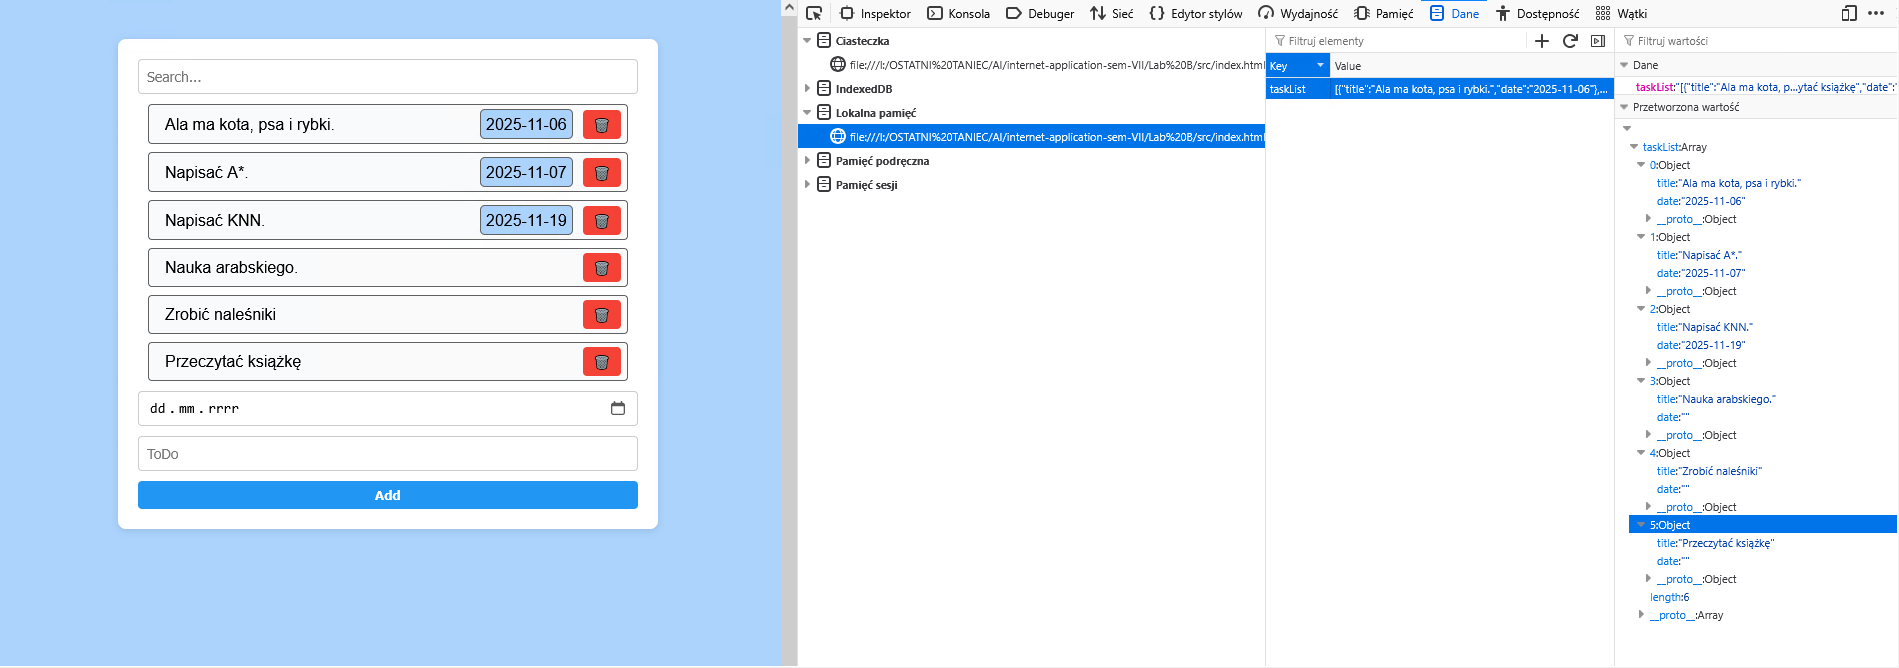 Search...
Ala ma kota, psa i rybki. 2025-11-06
Napisać A*. 2025-11-07
Napisać KNN. 2025-11-19
Nauka arabskiego.
Zrobić naleśniki
Przeczytać książkę
dd.mm.rrrr
ToDo
Add
Inspektor Konsola Debuger Sieć Edytor stylów Wydajność Pamięć Dane Dostępność Wątki
Ciasteczka
file:///I:/OSTATNI%20TANIEC/AI/internet-application-sem-VII/Lab%20B/src/index.html
IndexedDB
Lokalna pamięć
file:///I:/OSTATNI%20TANIEC/AI/internet-application-sem-VII/Lab%20B/src/index.html
Pamięć podręczna
Pamięć sesji
Filtruj elementy
Key Value
taskList [{"title":"Ala ma kota, psa i rybki.","date":"2025-11-06"},...
Filtruj wartości
Dane
taskList:"[{"title":"Ala ma kota, p...ytać książkę","date":"
Przetworzona wartość
taskList:Array
0:Object
title:"Ala ma kota, psa i rybki."
date:"2025-11-06"
__proto__:Object
1:Object
title:"Napisać A*."
date:"2025-11-07"
__proto__:Object
2:Object
title:"Napisać KNN."
date:"2025-11-19"
__proto__:Object
3:Object
title:"Nauka arabskiego."
date:""
__proto__:Object
4:Object
title:"Zrobić naleśniki"
date:""
__proto__:Object
5:Object
title:"Przeczytać książkę"
date:""
__proto__:Object
length:6
__proto__:Array